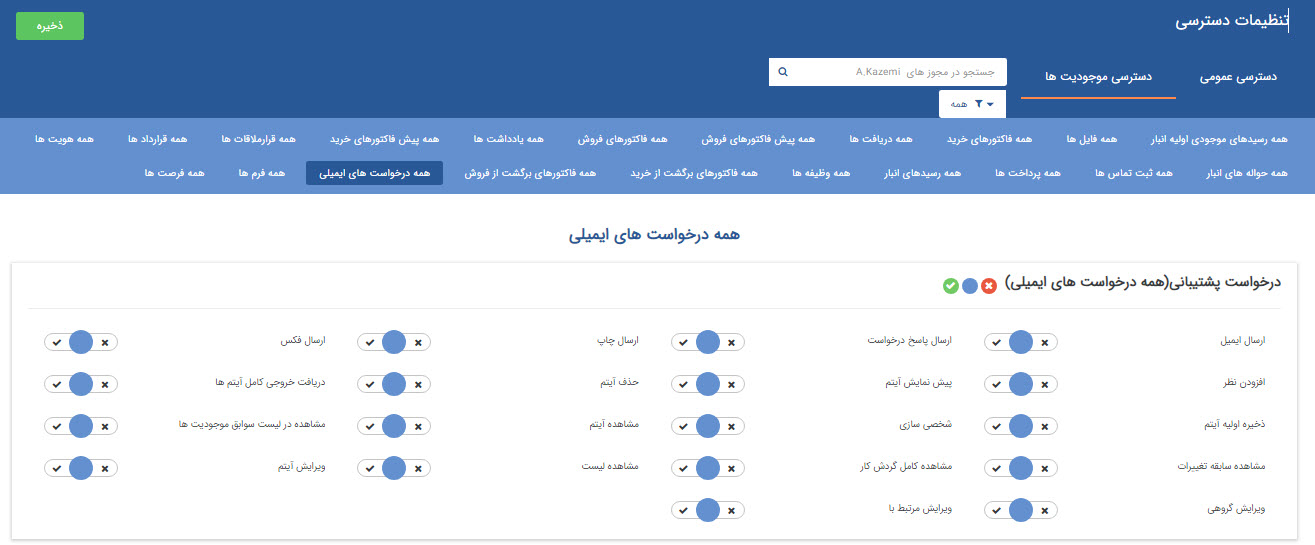 تنظیمات دسترسی
ذخیره
دسترسی عمومی
دسترسی موجودیت ها
جستجو در مجوز های A.Kazemi
همه
همه رسیدهای موجودی اولیه انبار همه فایل ها همه فاکتورهای خرید همه دریافت ها همه پیش فاکتورهای فروش همه فاکتورهای فروش همه یادداشت ها همه پیش فاکتورهای خرید همه قرارملاقات ها همه قرارداد ها همه هویت ها
همه حواله های انبار همه ثبت تماس ها همه پرداخت ها همه رسیدهای انبار همه وظیفه ها همه فاکتورهای برگشت از خرید همه فاکتورهای برگشت از فروش همه درخواست های ایمیلی همه فرم ها همه فرصت ها
همه درخواست های ایمیلی
درخواست پشتیبانی(همه درخواست های ایمیلی)
ارسال ایمیل ارسال پاسخ درخواست ارسال چاپ ارسال فکس
افزودن نظر پیش نمایش آیتم حذف آیتم دریافت خروجی کامل آیتم ها
ذخیره اولیه آیتم شخصی سازی مشاهده آیتم مشاهده در لیست سوابق موجودیت ها
مشاهده سابقه تغییرات مشاهده کامل گردش کار مشاهده لیست ویرایش آیتم
ویرایش گروهی ویرایش مرتبط با